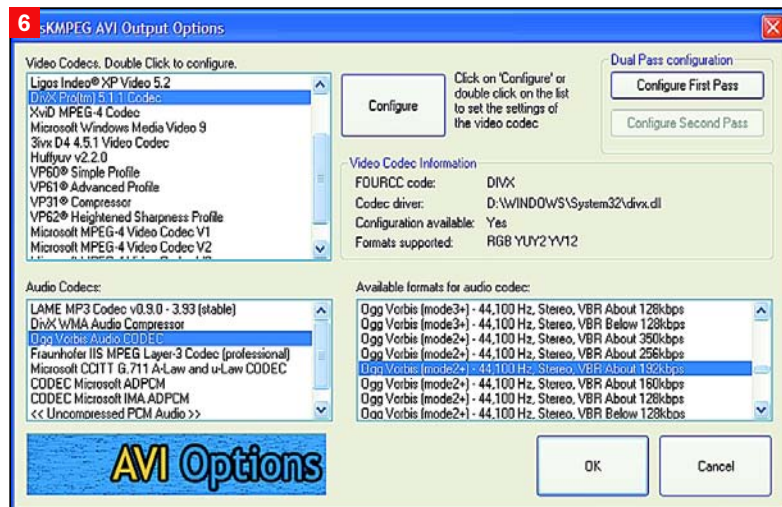 6
sKMPEG AVI Output Options
Video Codecs. Double Click to configure.
Ligos Indeo® XP Video 5.2
DivX Pro(tm) 5.1.1 Codec
XviD MPEG-4 Codec
Microsoft Windows Media Video 9
3ivx D4 4.5.1 Video Codec
Huffyuv v2.2.0
VP60® Simple Profile
VP61® Advanced Profile
VP31® Compressor
VP62® Heightened Sharpness Profile
Microsoft MPEG-4 Video Codec V1
Microsoft MPEG-4 Video Codec V2
Configure
Click on 'Configure' or
double click on the list
to set the settings of
the video codec
Dual Pass configuration
Configure First Pass
Configure Second Pass
Video Codec Information
FOURCC code: DIVX
Codec driver: D:\WINDOWS\System32\divx.dll
Configuration available: Yes
Formats supported: RGB YUY2 YV12
Audio Codecs:
LAME MP3 Codec v0.9.0 - 3.93 (stable)
DivX WMA Audio Compressor
Ogg Vorbis Audio CODEC
Fraunhofer IIS MPEG Layer-3 Codec (professional)
Microsoft CCITT G.711 A-Law and u-Law CODEC
CODEC Microsoft ADPCM
CODEC Microsoft IMA ADPCM
<< Uncompressed PCM Audio >>
Available formats for audio codec:
Ogg Vorbis (mode3+) - 44,100 Hz, Stereo, VBR About 128kbps
Ogg Vorbis (mode3+) - 44,100 Hz, Stereo, VBR Below 128kbps
Ogg Vorbis (mode2+) - 44,100 Hz, Stereo, VBR About 350kbps
Ogg Vorbis (mode2+) - 44,100 Hz, Stereo, VBR About 256kbps
Ogg Vorbis (mode2+) - 44,100 Hz, Stereo, VBR About 192kbps
Ogg Vorbis (mode2+) - 44,100 Hz, Stereo, VBR About 160kbps
Ogg Vorbis (mode2+) - 44,100 Hz, Stereo, VBR About 128kbps
Ogg Vorbis (mode2+) - 44,100 Hz, Stereo, VBR Below 128kbps
AVI Options
OK
Cancel